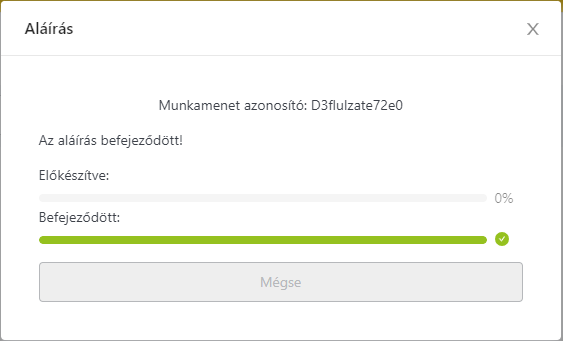 Aláírás
Munkamenet azonosító: D3flulzate72e0
Az aláírás befejeződött!
Előkészítve:
0%
Befejeződött:
Mégse